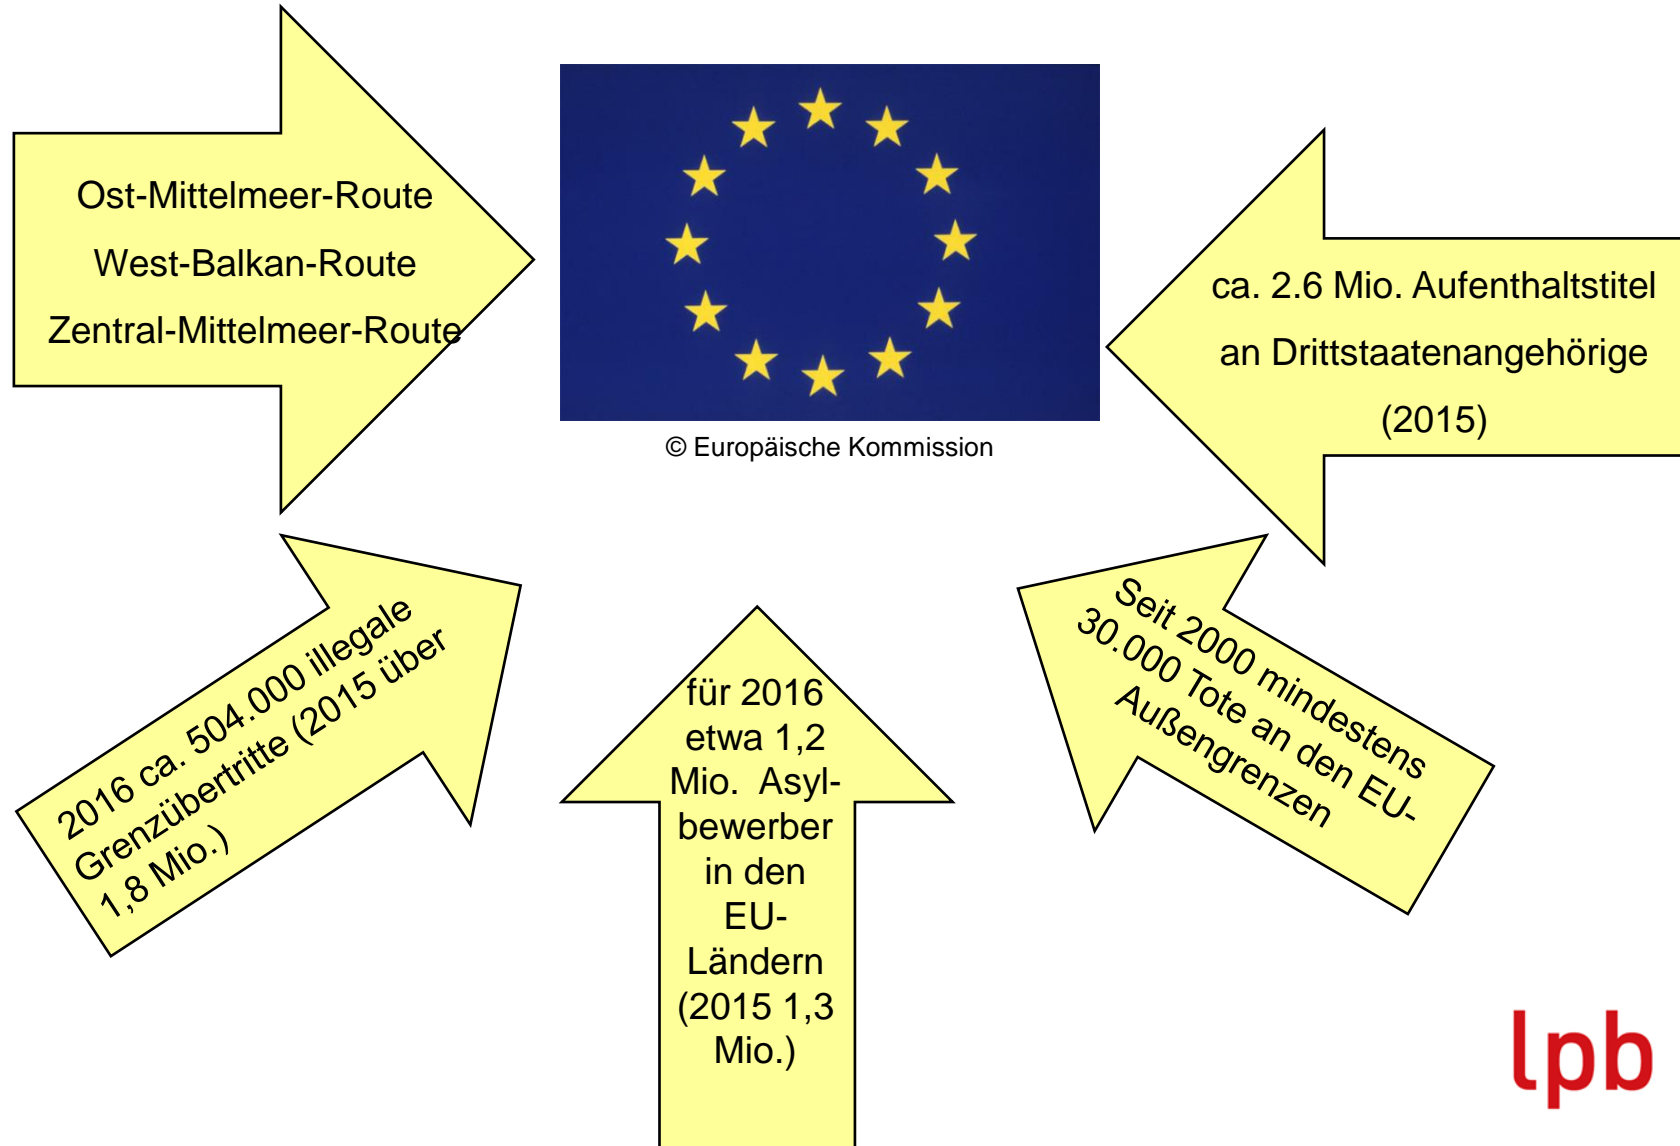 Ost-Mittelmeer-Route
West-Balkan-Route
Zentral-Mittelmeer-Route
© Europäische Kommission
ca. 2.6 Mio. Aufenthaltstitel
an Drittstaatenangehörige
(2015)
2016 ca. 504.000 illegale
Grenzübertritte (2015 über
1,8 Mio.)
für 2016
etwa 1,2
Mio. Asyl-
bewerber
in den
EU-
Ländern
(2015 1,3
Mio.)
Seit 2000 mindestens
30.000 Tote an den EU-
Außengrenzen
lpb